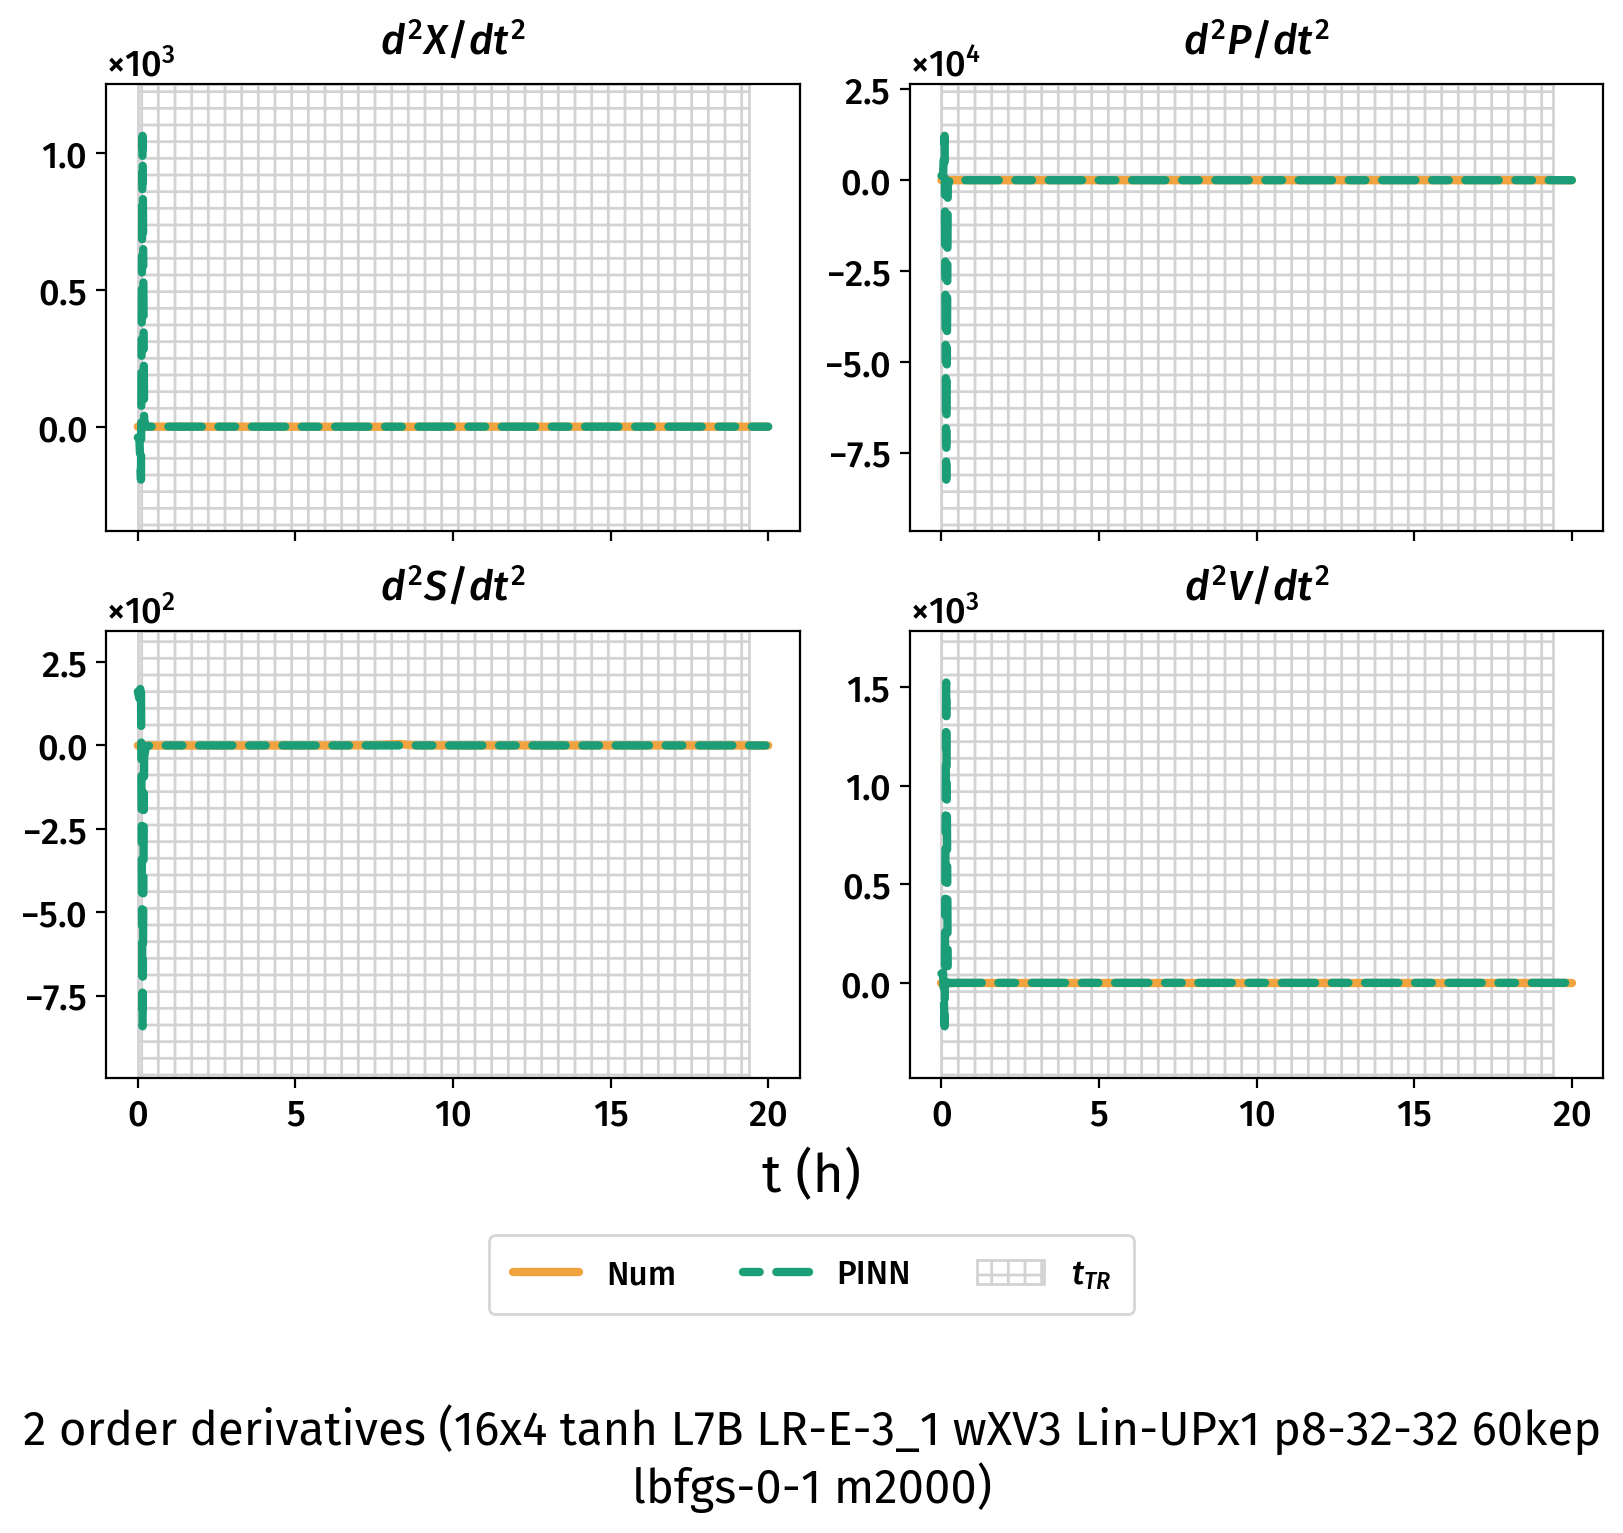 d²X/dt²
×10³
1.0
0.5
0.0
d²P/dt²
×10⁴
2.5
0.0
−2.5
−5.0
−7.5
d²S/dt²
×10²
2.5
0.0
−2.5
−5.0
−7.5
0 5 10 15 20
d²V/dt²
×10³
1.5
1.0
0.5
0.0
0 5 10 15 20
t (h)
Num PINN t_TR
2 order derivatives (16x4 tanh L7B LR-E-3_1 wXV3 Lin-UPx1 p8-32-32 60kep
lbfgs-0-1 m2000)